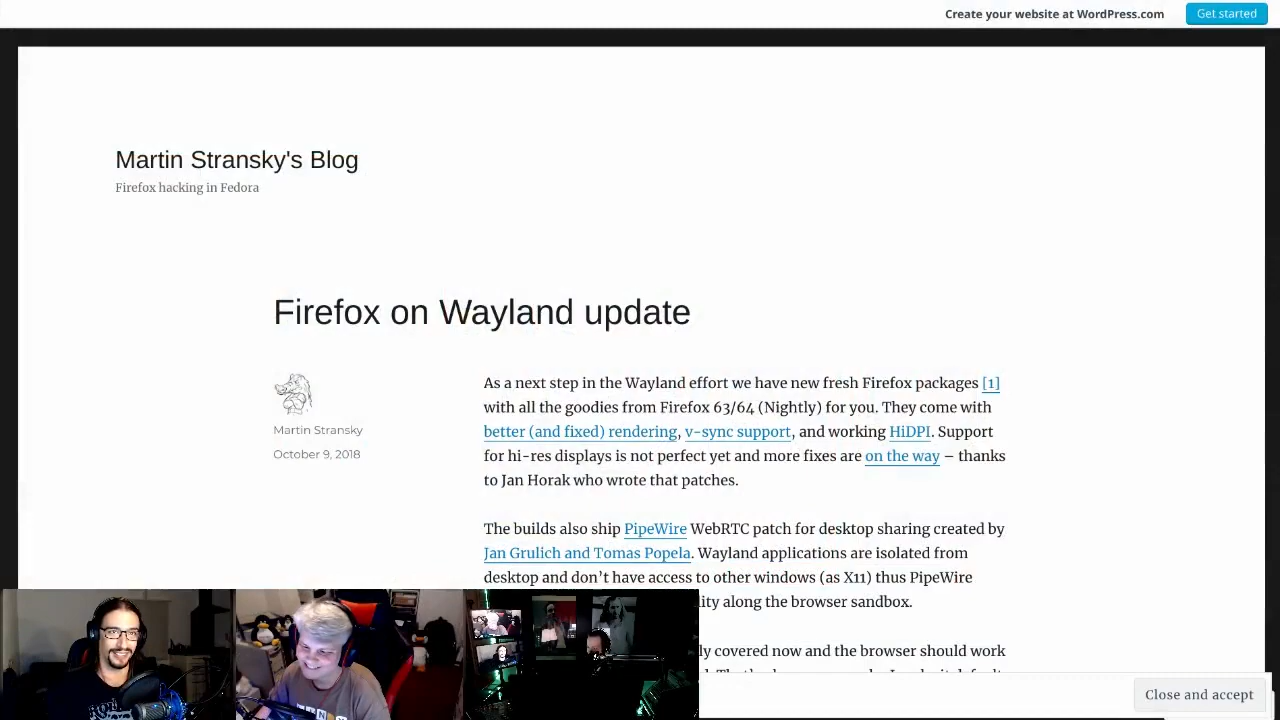 Create your website at WordPress.com
Get started
Martin Stransky's Blog
Firefox hacking in Fedora
Firefox on Wayland update
Martin Stransky
October 9, 2018
As a next step in the Wayland effort we have new fresh Firefox packages [1]
with all the goodies from Firefox 63/64 (Nightly) for you. They come with
better (and fixed) rendering, v-sync support, and working HiDPI. Support
for hi-res displays is not perfect yet and more fixes are on the way – thanks
to Jan Horak who wrote that patches.
The builds also ship PipeWire WebRTC patch for desktop sharing created by
Jan Grulich and Tomas Popela. Wayland applications are isolated from
desktop and don’t have access to other windows (as X11) thus PipeWire
along the browser sandbox.
covered now and the browser should work
Close and accept